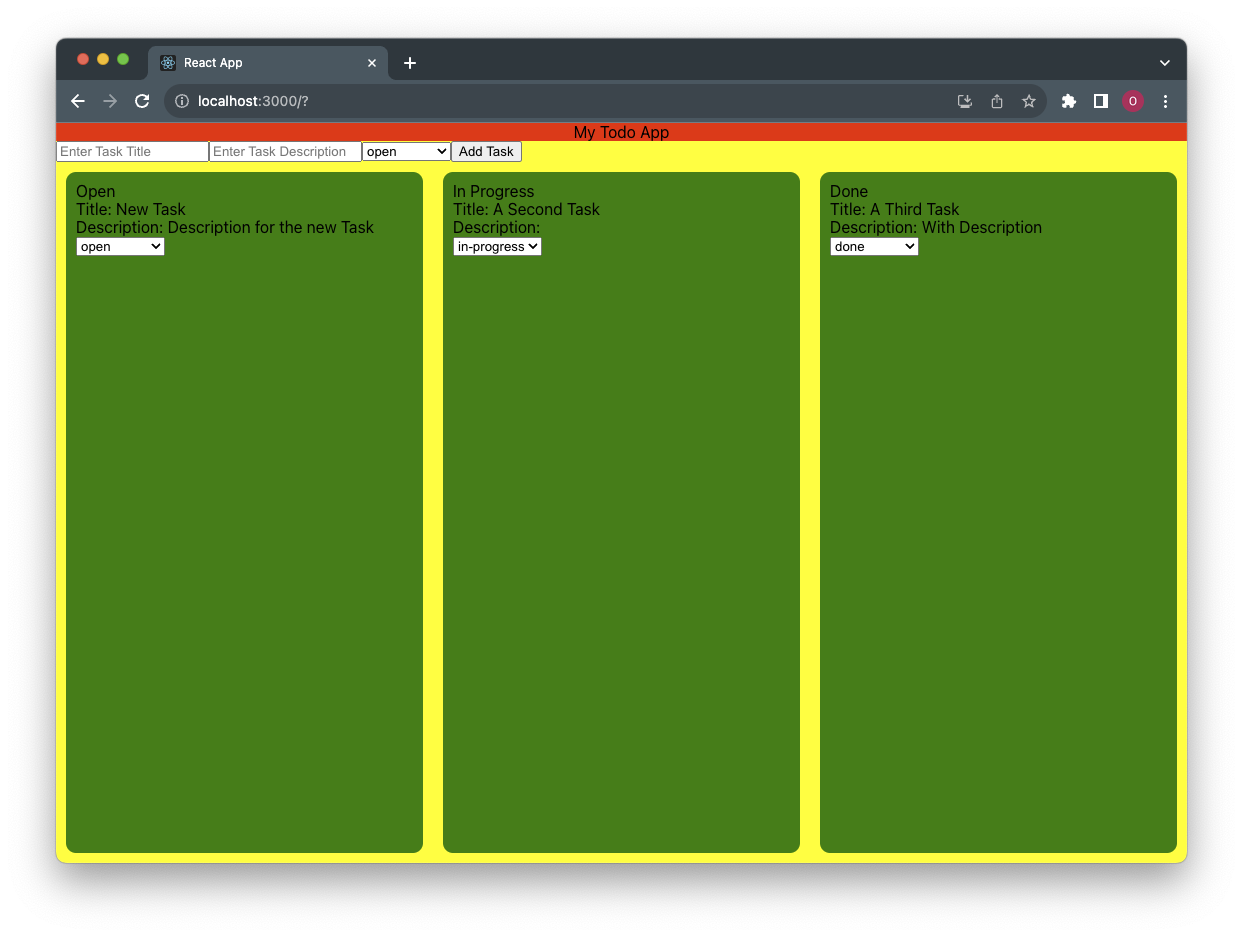 React App
localhost:3000/?
O
My Todo App
Enter Task Title Enter Task Description open Add Task
Open
Title: New Task
Description: Description for the new Task
open
In Progress
Title: A Second Task
Description:
in-progress
Done
Title: A Third Task
Description: With Description
done